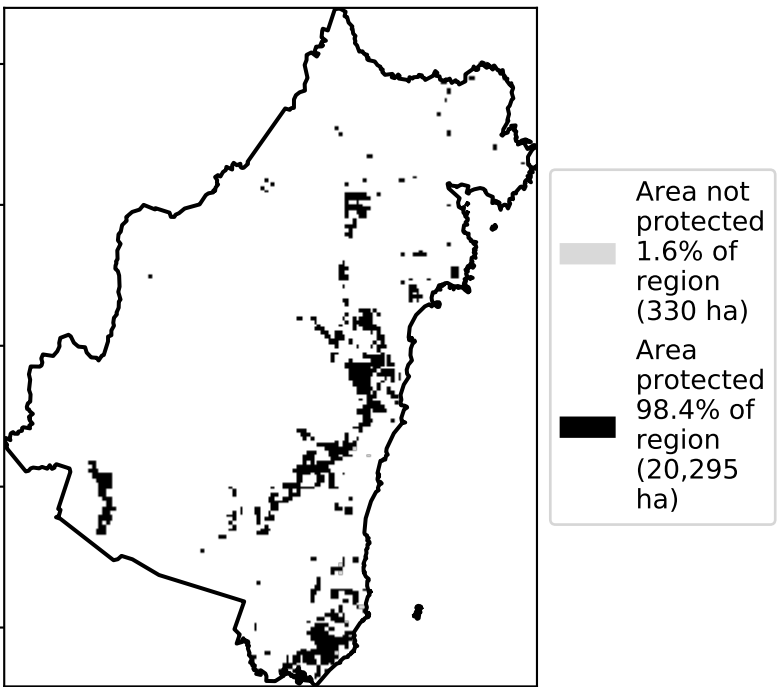 Area not
protected
1.6% of
region
(330 ha)
Area
protected
98.4% of
region
(20,295
ha)